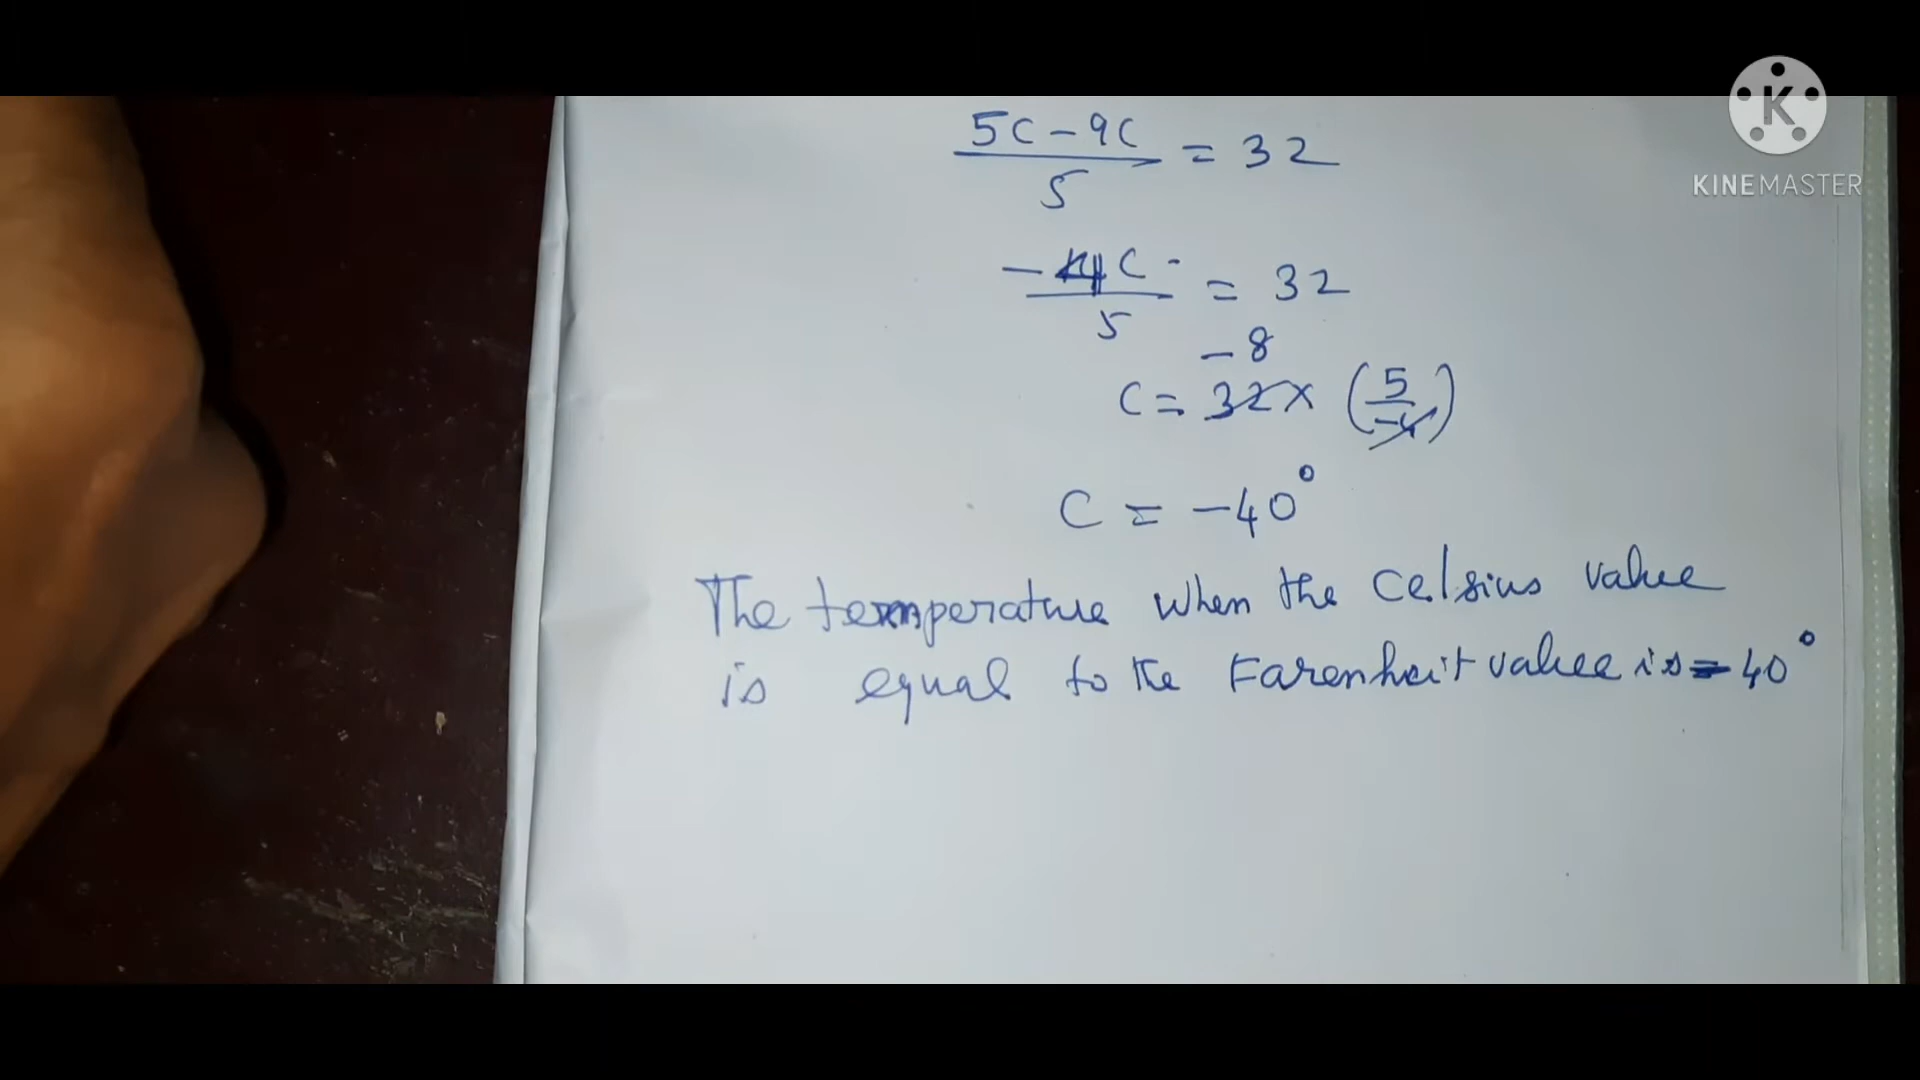 5C - 9C / 5 = 32
- 4C / 5 = 32
- 8
C = 32 × (5 / -4)
C = -40°
The temperature when the Celsius value
is equal to the Farenheit value is -40°
KINEMASTER